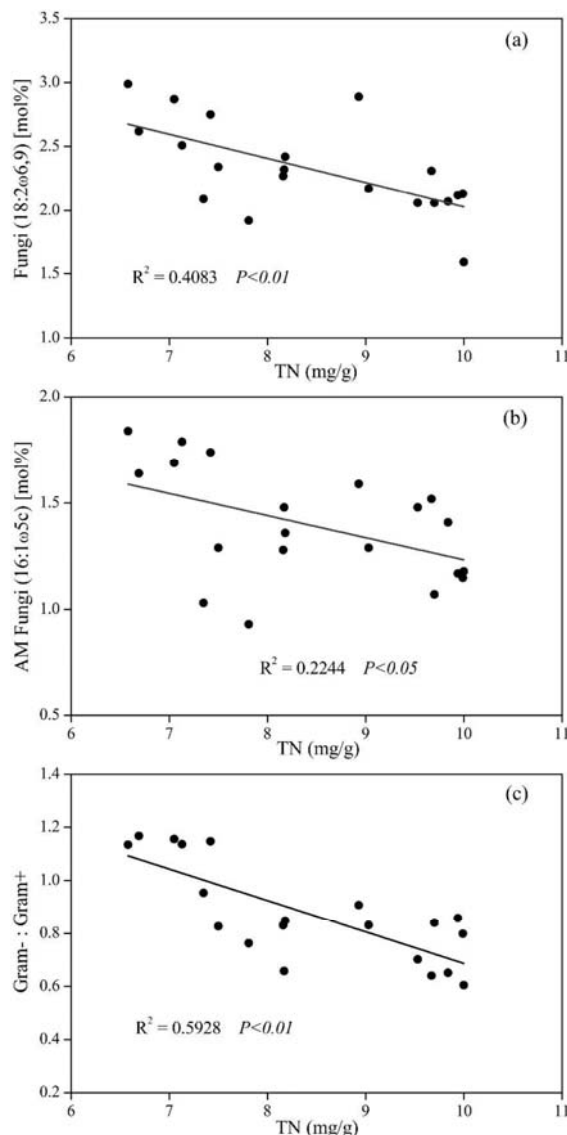 (a)
Fungi (18:2ω6,9) [mol%]
3.5
3.0
2.5
2.0
1.5
1.0
R² = 0.4083 P<0.01
6 7 8 9 10 11
TN (mg/g)
(b)
AM Fungi (16:1ω5c) [mol%]
2.0
1.5
1.0
0.5
R² = 0.2244 P<0.05
6 7 8 9 10 11
TN (mg/g)
(c)
Gram- : Gram+
1.4
1.2
1.0
0.8
0.6
0.4
0.2
R² = 0.5928 P<0.01
6 7 8 9 10 11
TN (mg/g)